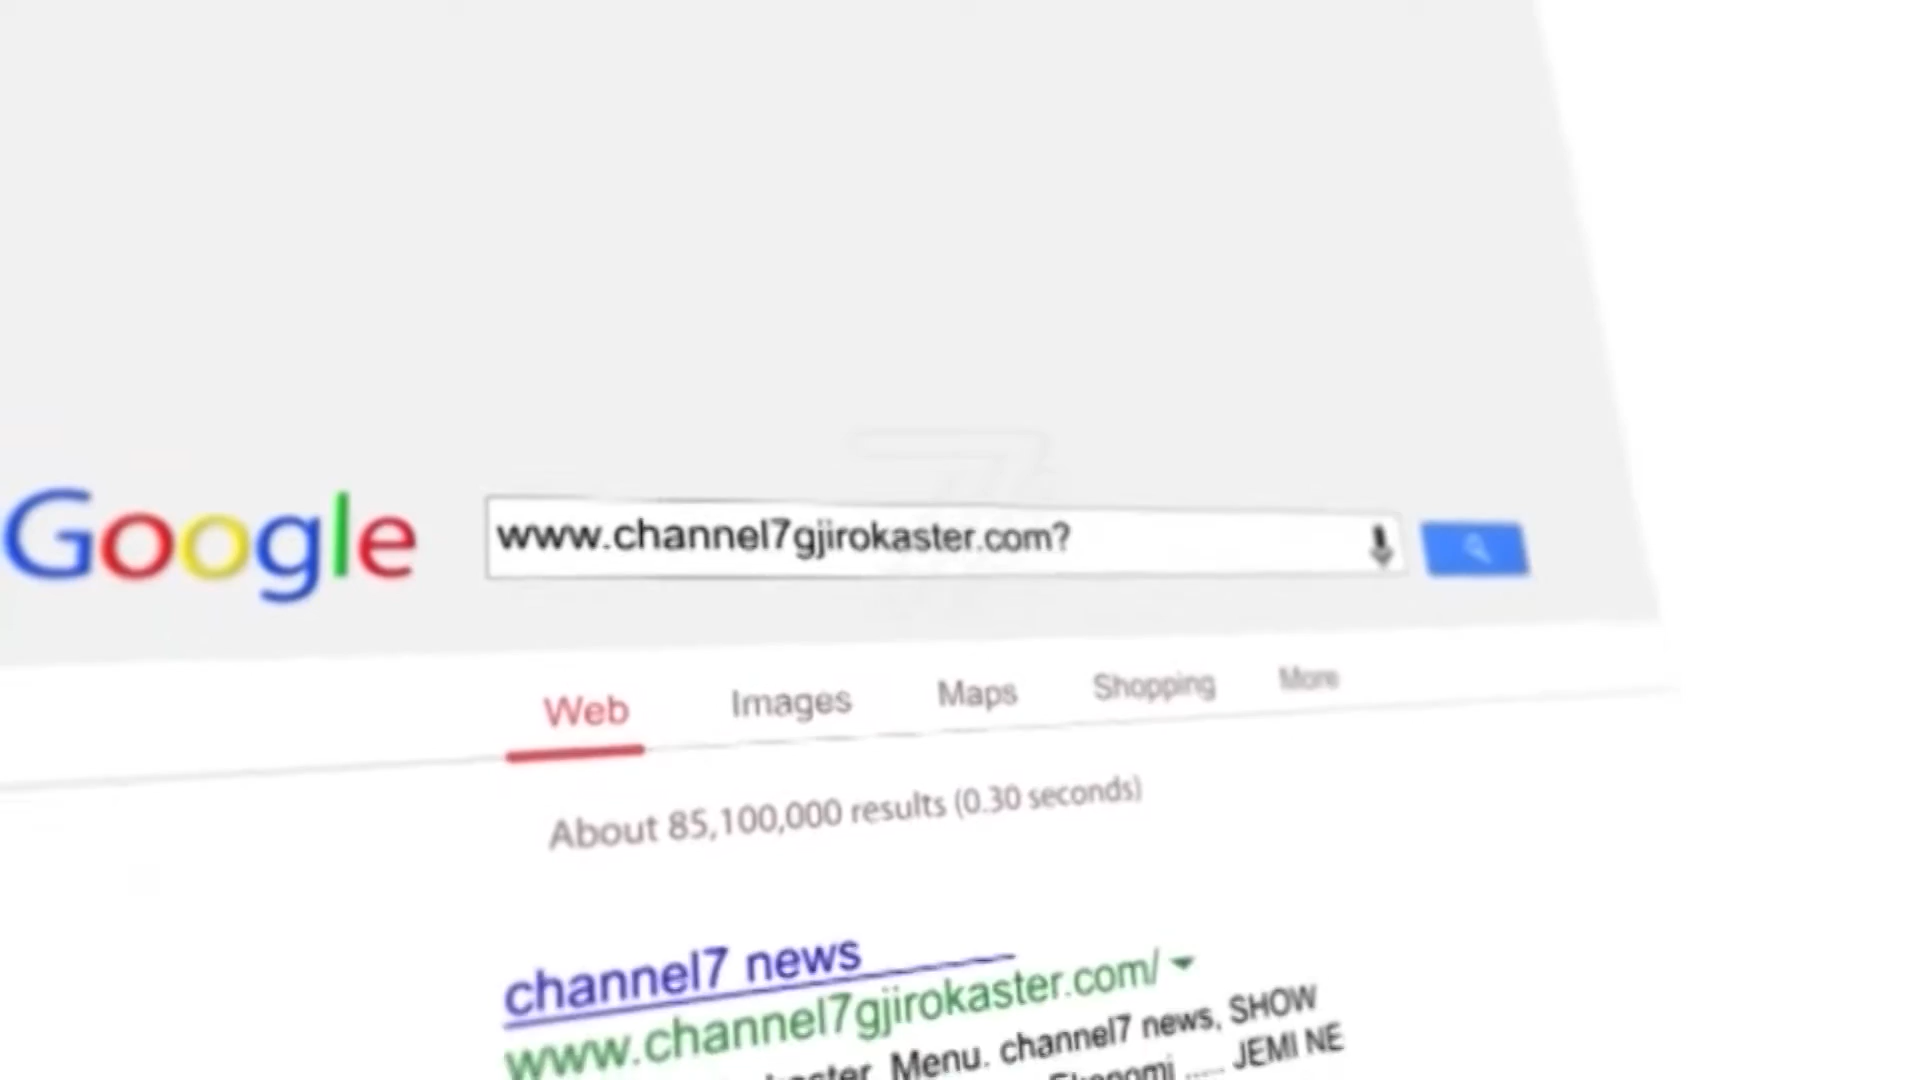 Google
www.channel7gjirokaster.com?
Web Images Maps Shopping More
About 85,100,000 results (0.30 seconds)
channel7 news
www.channel7gjirokaster.com/
Menu. channel7 news, SHOW
JEMI NE